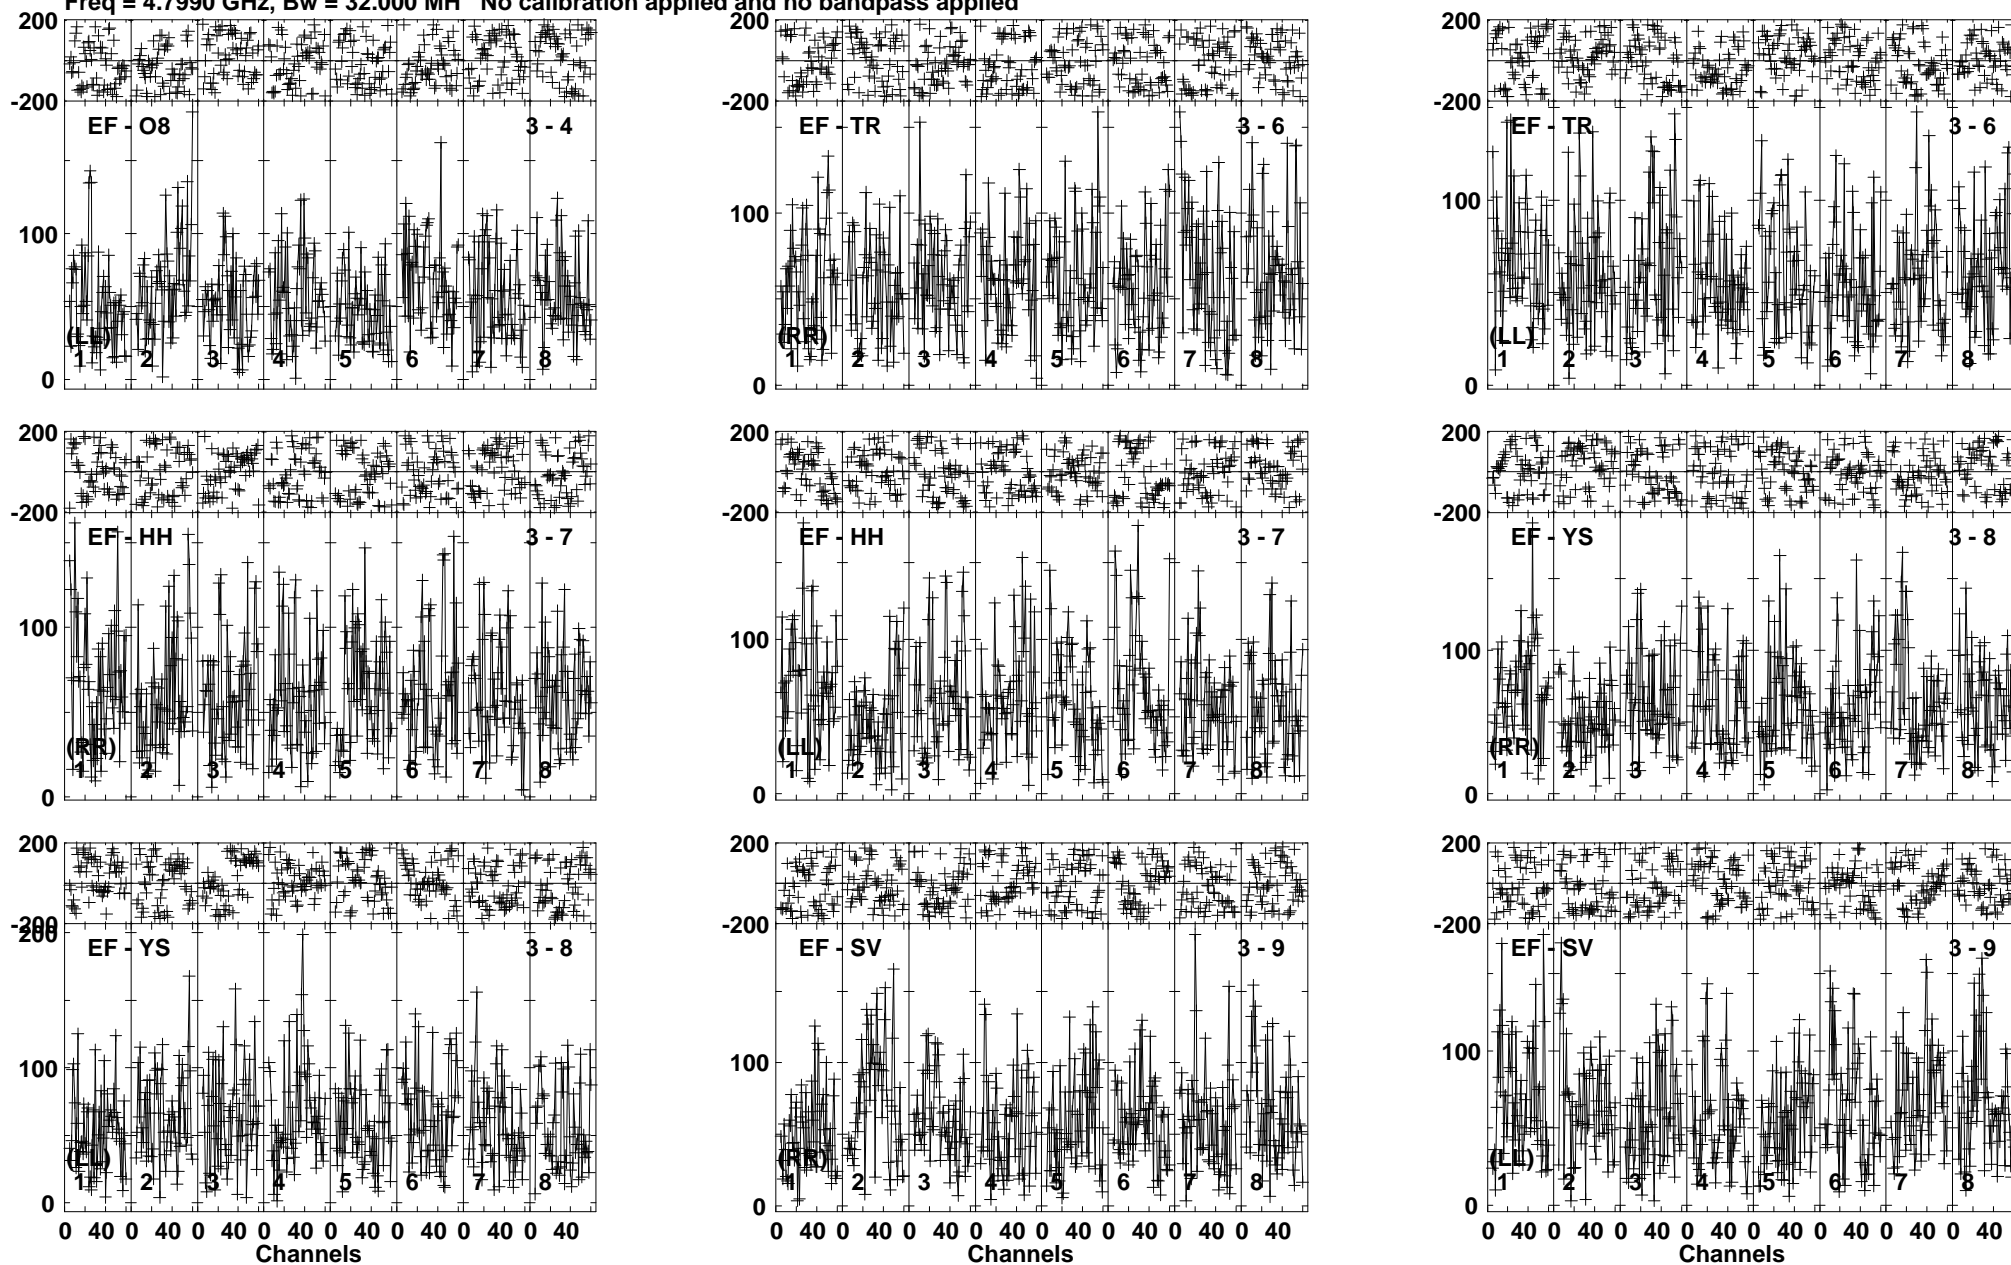 Freq = 4.7990 GHz, Bw = 32.000 MH No calibration applied and no bandpass applied
200 200 200
-200 -200 -200
EF - O8 3 - 4 EF - TR 3 - 6 EF - TR 3 - 6
100 100 100
(LL) (RR) (LL)
1 2 3 4 5 6 7 8 1 2 3 4 5 6 7 8 1 2 3 4 5 6 7 8
0 0 0
200 200 200
-200 -200 -200
EF - HH 3 - 7 EF - HH 3 - 7 EF - YS 3 - 8
100 100 100
(RR) (LL) (RR)
1 2 3 4 5 6 7 8 1 2 3 4 5 6 7 8 1 2 3 4 5 6 7 8
0 0 0
200 200 200
-200 -200 -200
200
EF - YS 3 - 8 EF - SV 3 - 9 EF - SV 3 - 9
100 100 100
(LL) (RR) (LL)
1 2 3 4 5 6 7 8 1 2 3 4 5 6 7 8 1 2 3 4 5 6 7 8
0 0 0
0 40 0 40 0 40 0 40 0 40 0 40 0 40 0 40 0 40 0 40 0 40 0 40 0 40 0 40 0 40 0 40 0 40 0 40 0 40 0 40 0 40 0 40 0 40 0 40
Channels Channels Channels